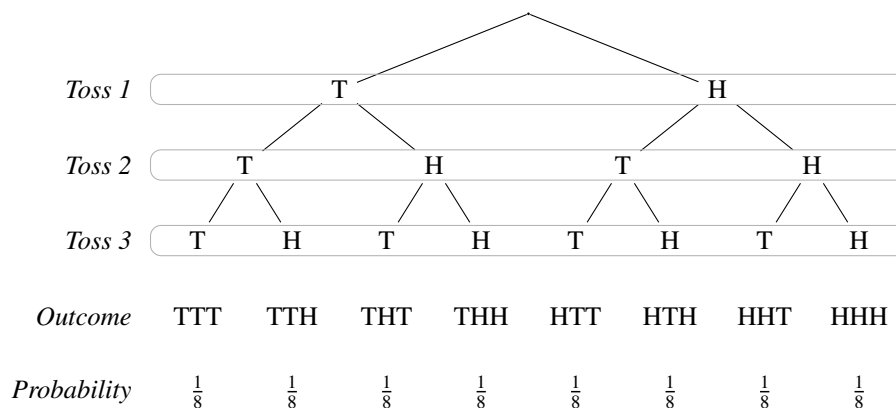 Toss 1 T H
Toss 2 T H T H
Toss 3 T H T H T H T H
Outcome TTT TTH THT THH HTT HTH HHT HHH
Probability 1/8 1/8 1/8 1/8 1/8 1/8 1/8 1/8